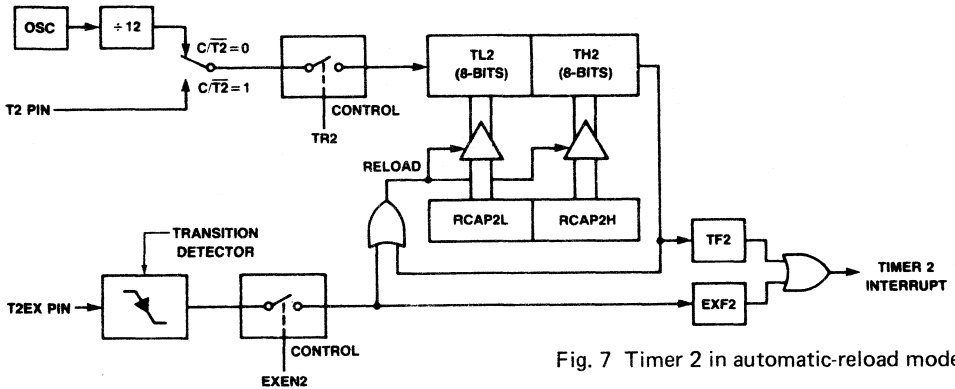 OSC
÷ 12
C/T2̅ = 0
C/T2̅ = 1
T2 PIN
CONTROL
TR2
TL2
(8-BITS)
TH2
(8-BITS)
RELOAD
RCAP2L
RCAP2H
TRANSITION
DETECTOR
T2EX PIN
CONTROL
EXEN2
TF2
EXF2
TIMER 2
INTERRUPT
Fig. 7 Timer 2 in automatic-reload mode